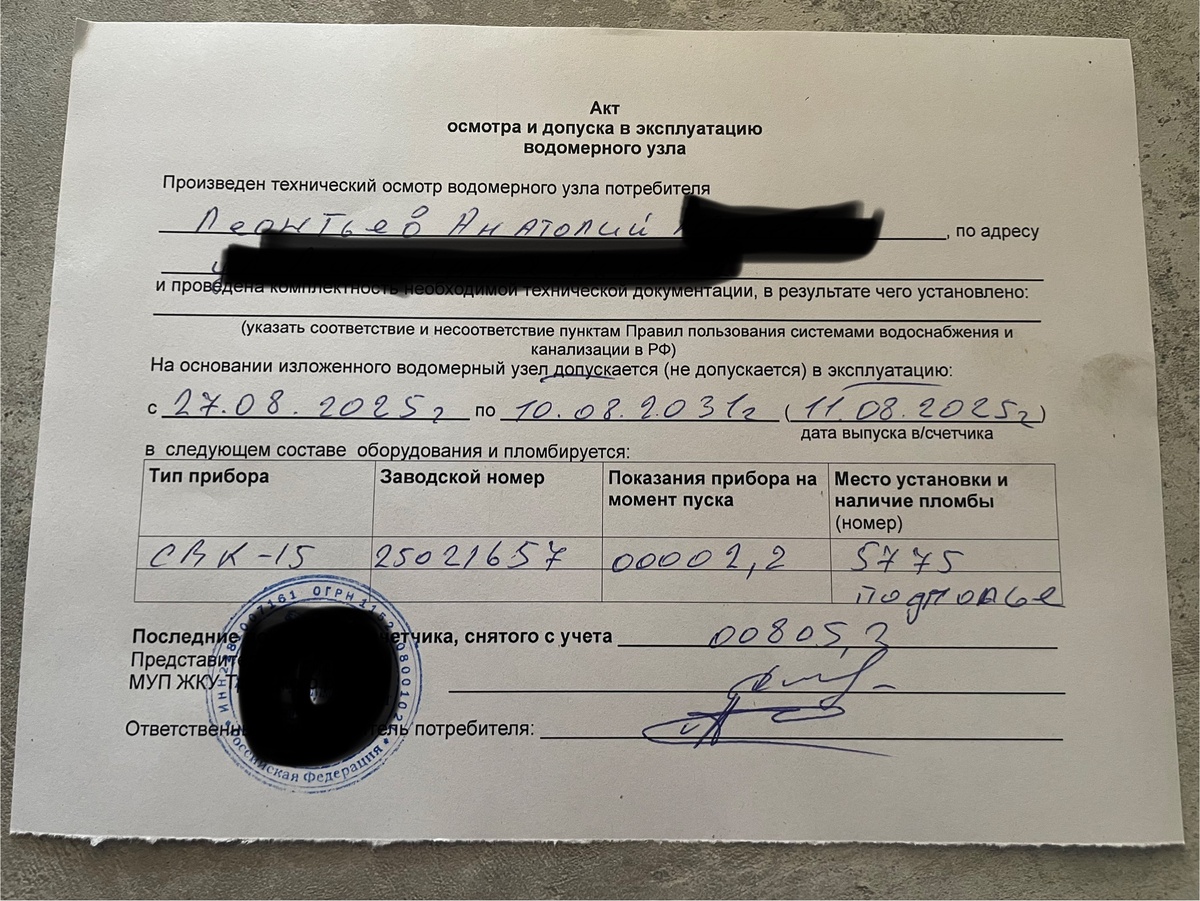 Акт
осмотра и допуска в эксплуатацию
водомерного узла
Произведен технический осмотр водомерного узла потребителя
Леонтьев Анатолий
, по адресу
и проведена комплектность необходимой технической документации, в результате чего установлено:
(указать соответствие и несоответствие пунктам Правил пользования системами водоснабжения и
канализации в РФ)
На основании изложенного водомерный узел допускается (не допускается) в эксплуатацию:
с 27.08.2025г по 10.08.2031г (11.08.2025г)
дата выпуска в/счетчика
в следующем составе оборудования и пломбируется:
Тип прибора Заводской номер Показания прибора на момент пуска Место установки и наличие пломбы (номер)
СВК-15 25021657 00002,2 5775
подполье
Последние счетчика, снятого с учета 00805,2
МУП ЖКУ
потребителя:
ОГРН
ИНН
Российская Федерация